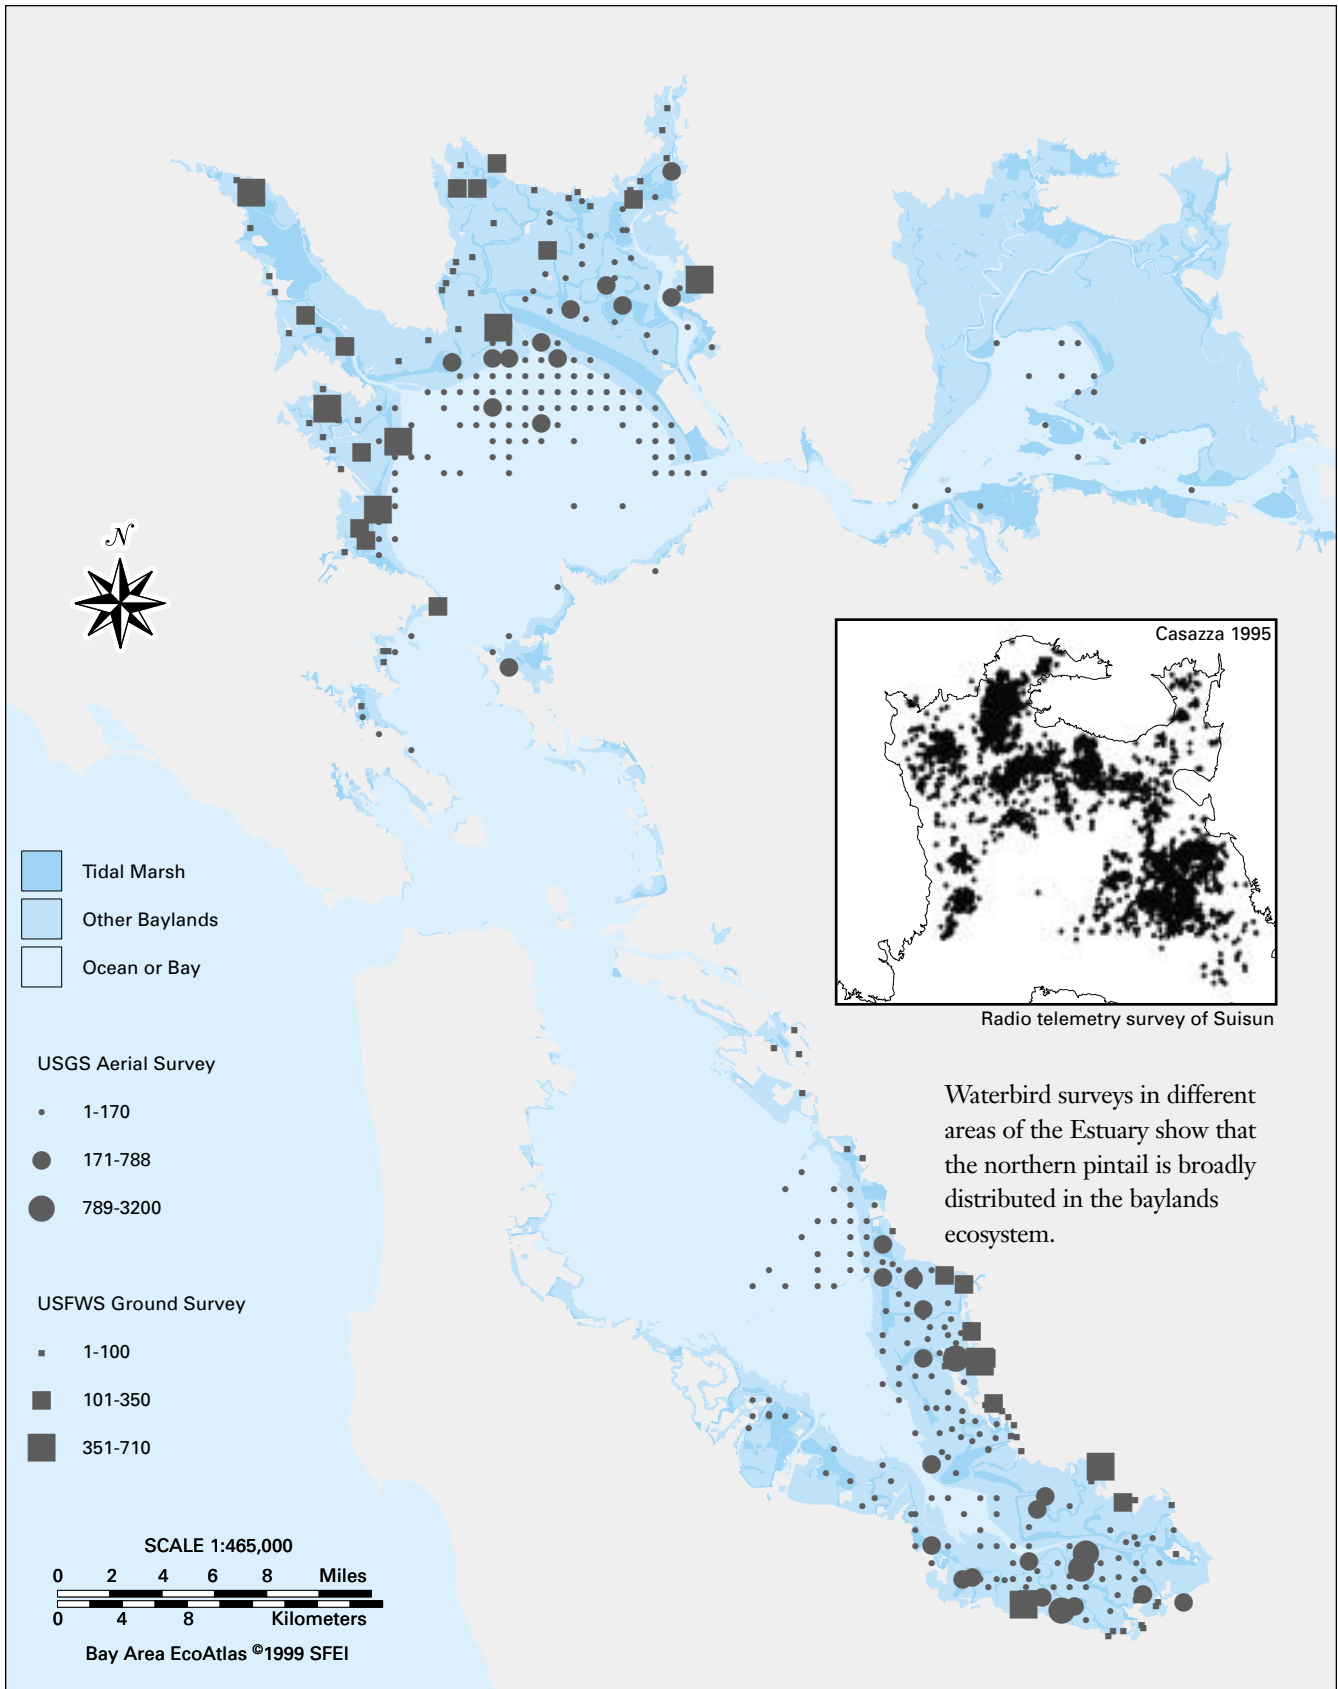 N
Casazza 1995
Radio telemetry survey of Suisun
Waterbird surveys in different
areas of the Estuary show that
the northern pintail is broadly
distributed in the baylands
ecosystem.
Tidal Marsh
Other Baylands
Ocean or Bay
USGS Aerial Survey
1-170
171-788
789-3200
USFWS Ground Survey
1-100
101-350
351-710
SCALE 1:465,000
0 2 4 6 8 Miles
0 4 8 Kilometers
Bay Area EcoAtlas ©1999 SFEI